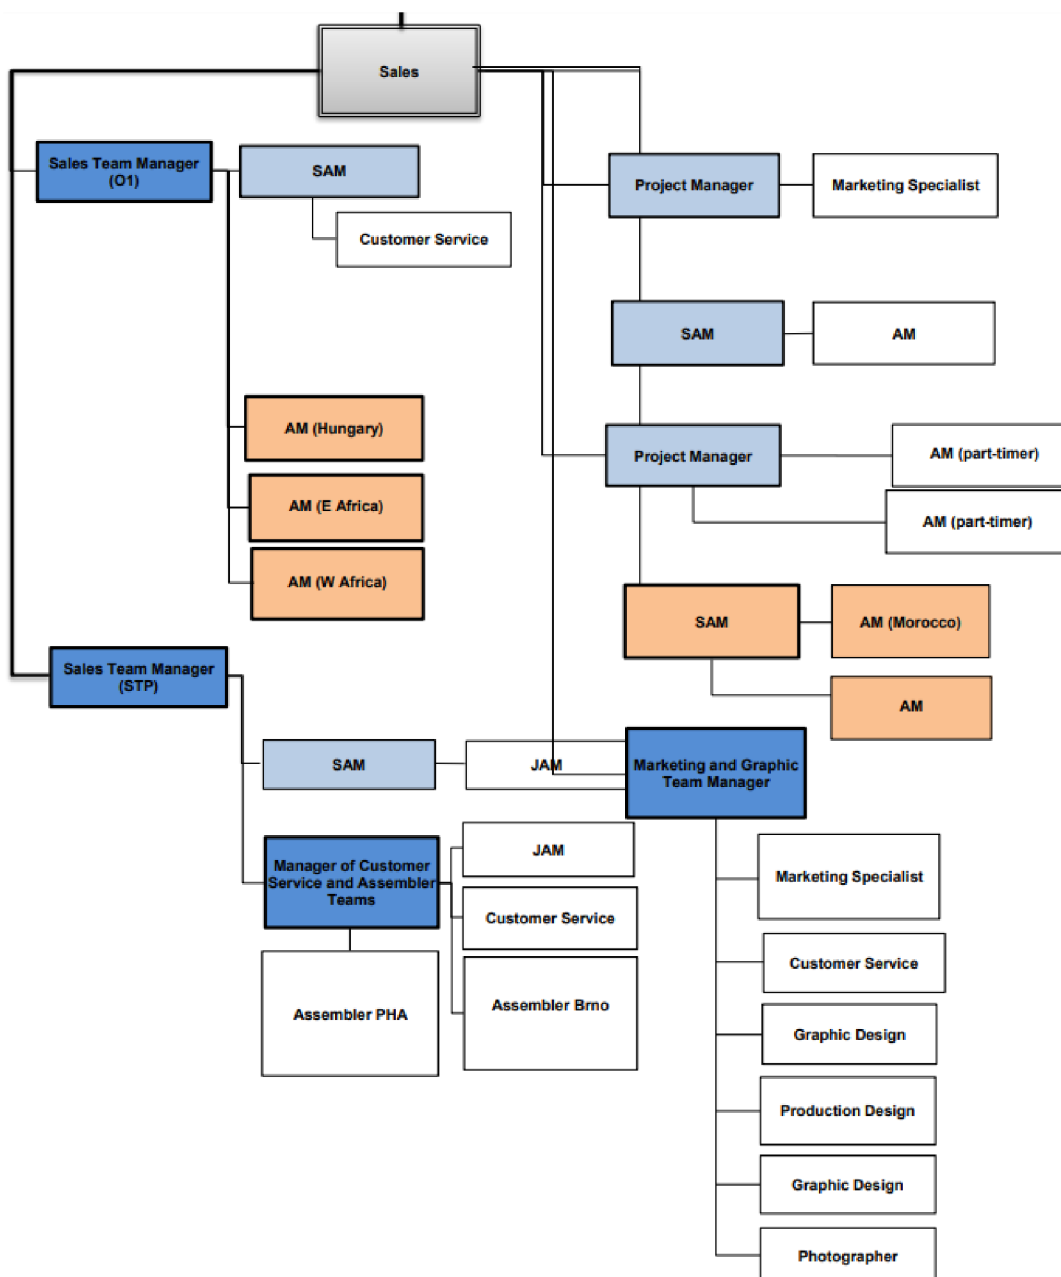 Sales
Sales Team Manager
(O1)
SAM
Customer Service
Project Manager
Marketing Specialist
SAM
AM
AM (Hungary)
Project Manager
AM (part-timer)
AM (E Africa)
AM (part-timer)
AM (W Africa)
SAM
AM (Morocco)
Sales Team Manager
(STP)
AM
SAM
JAM
Marketing and Graphic
Team Manager
Manager of Customer
Service and Assembler
Teams
JAM
Customer Service
Assembler PHA
Assembler Brno
Marketing Specialist
Customer Service
Graphic Design
Production Design
Graphic Design
Photographer